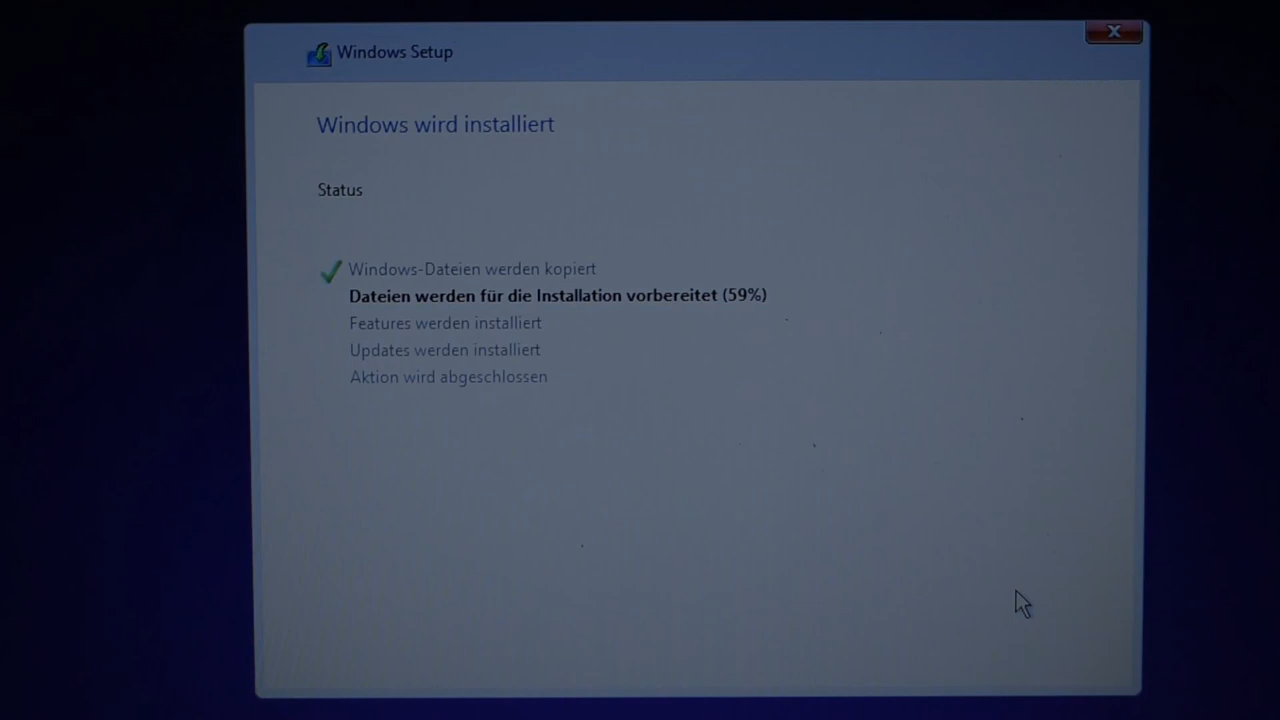 Windows Setup
Windows wird installiert
Status
Windows-Dateien werden kopiert
Dateien werden für die Installation vorbereitet (59%)
Features werden installiert
Updates werden installiert
Aktion wird abgeschlossen